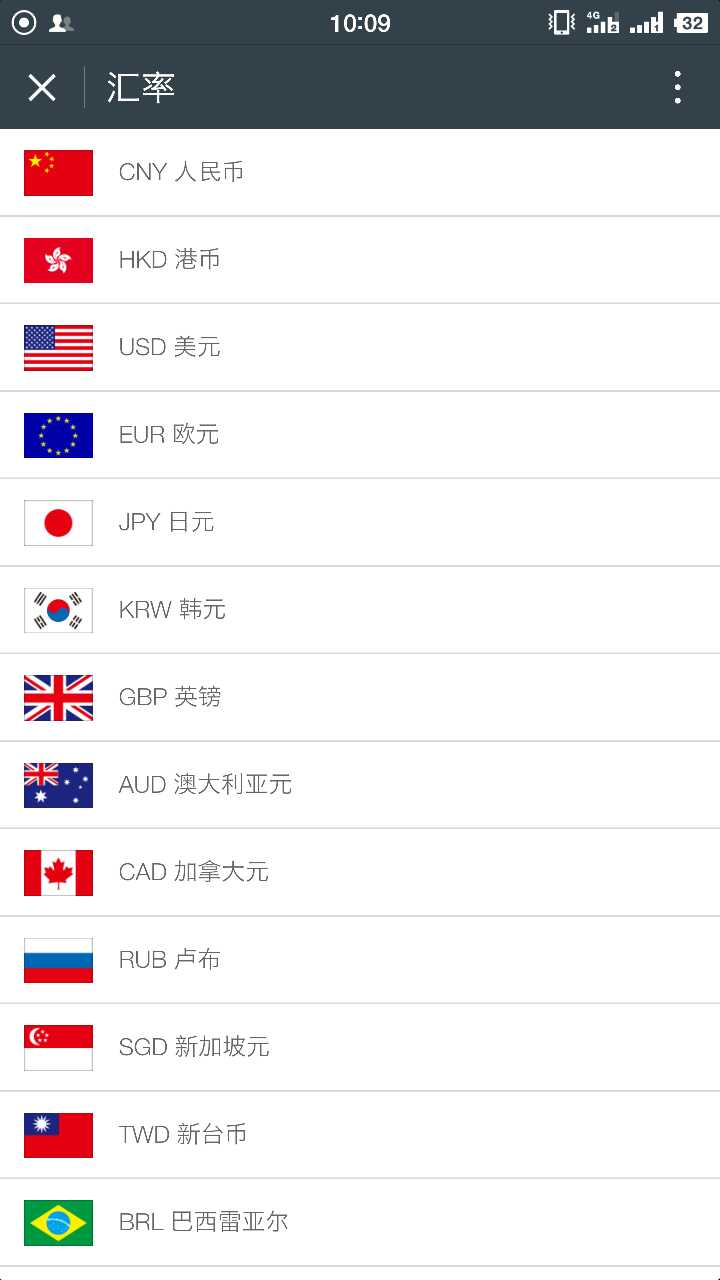 10:09
4G
2
1
32
汇率
CNY 人民币
HKD 港币
USD 美元
EUR 欧元
JPY 日元
KRW 韩元
GBP 英镑
AUD 澳大利亚元
CAD 加拿大元
RUB 卢布
SGD 新加坡元
TWD 新台币
BRL 巴西雷亚尔